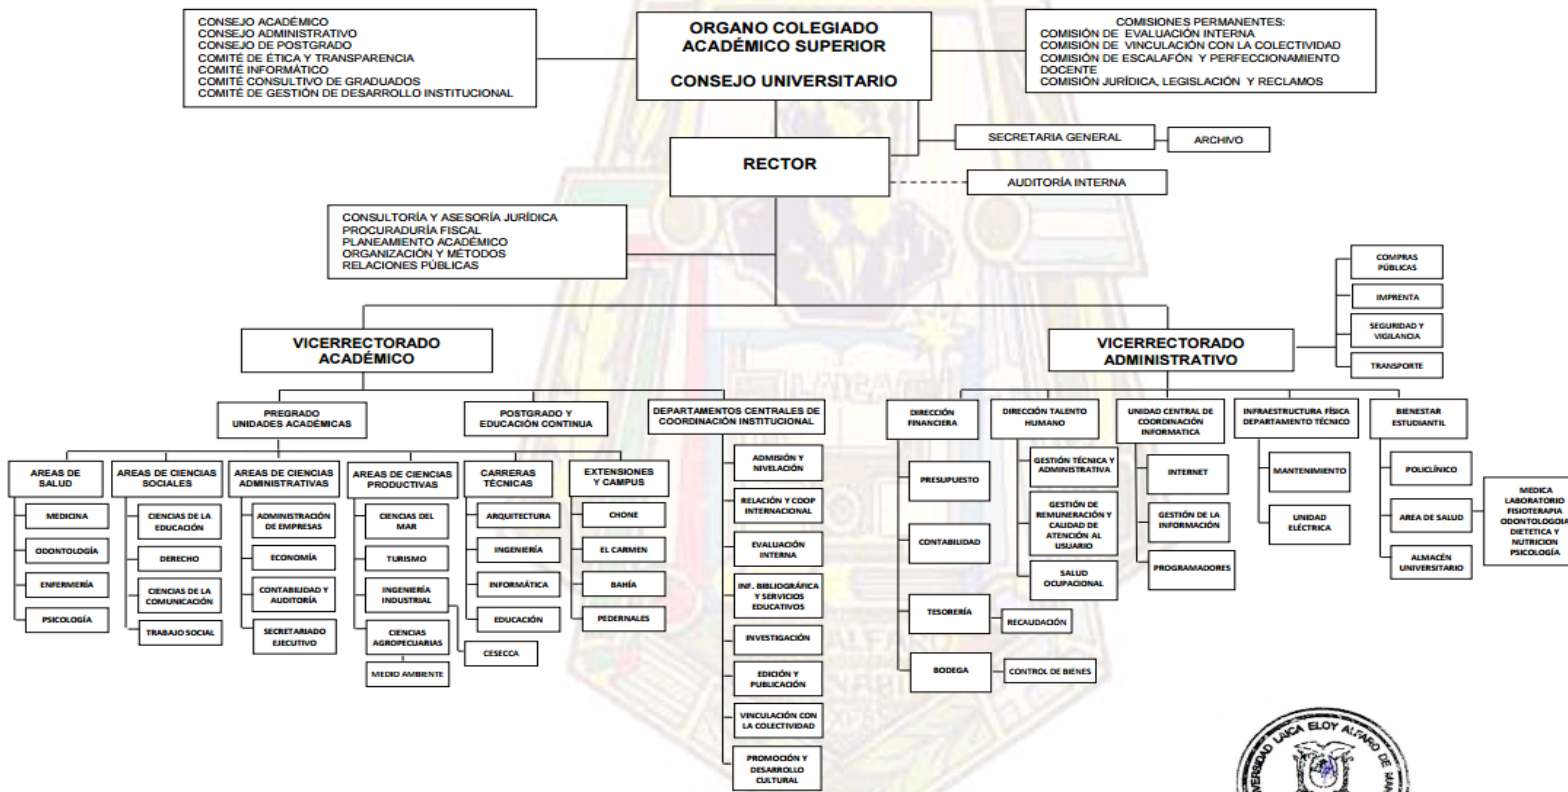 CONSEJO ACADÉMICO
CONSEJO ADMINISTRATIVO
CONSEJO DE POSTGRADO
COMITÉ DE ÉTICA Y TRANSPARENCIA
COMITÉ INFORMÁTICO
COMITÉ CONSULTIVO DE GRADUADOS
COMITÉ DE GESTIÓN DE DESARROLLO INSTITUCIONAL
ORGANO COLEGIADO
ACADÉMICO SUPERIOR
CONSEJO UNIVERSITARIO
COMISIONES PERMANENTES:
COMISIÓN DE EVALUACIÓN INTERNA
COMISIÓN DE VINCULACIÓN CON LA COLECTIVIDAD
COMISIÓN DE ESCALAFÓN Y PERFECCIONAMIENTO
DOCENTE
COMISIÓN JURÍDICA, LEGISLACIÓN Y RECLAMOS
SECRETARIA GENERAL
ARCHIVO
RECTOR
AUDITORÍA INTERNA
CONSULTORÍA Y ASESORÍA JURÍDICA
PROCURADURÍA FISCAL
PLANEAMIENTO ACADÉMICO
ORGANIZACIÓN Y MÉTODOS
RELACIONES PÚBLICAS
COMPRAS
PÚBLICAS
IMPRENTA
SEGURIDAD Y
VIGILANCIA
TRANSPORTE
VICERRECTORADO
ACADÉMICO
VICERRECTORADO
ADMINISTRATIVO
PREGRADO
UNIDADES ACADÉMICAS
POSTGRADO Y
EDUCACIÓN CONTINUA
DEPARTAMENTOS CENTRALES DE
COORDINACIÓN INSTITUCIONAL
DIRECCIÓN
FINANCIERA
DIRECCIÓN TALENTO
HUMANO
UNIDAD CENTRAL DE
COORDINACIÓN
INFORMATICA
INFRAESTRUCTURA FÍSICA
DEPARTAMENTO TÉCNICO
BIENESTAR
ESTUDIANTIL
AREAS DE
SALUD
MEDICINA
ODONTOLOGÍA
ENFERMERÍA
PSICOLOGÍA
AREAS DE CIENCIAS
SOCIALES
CIENCIAS DE LA
EDUCACIÓN
DERECHO
CIENCIAS DE LA
COMUNICACIÓN
TRABAJO SOCIAL
AREAS DE CIENCIAS
ADMINISTRATIVAS
ADMINISTRACIÓN
DE EMPRESAS
ECONOMÍA
CONTABILIDAD Y
AUDITORÍA
SECRETARIADO
EJECUTIVO
AREAS DE CIENCIAS
PRODUCTIVAS
CIENCIAS DEL
MAR
TURISMO
INGENIERÍA
INDUSTRIAL
CIENCIAS
AGROPECUARIAS
MEDIO AMBIENTE
CESECCA
CARRERAS
TÉCNICAS
ARQUITECTURA
INGENIERÍA
INFORMÁTICA
EDUCACIÓN
EXTENSIONES
Y CAMPUS
CHONE
EL CARMEN
BAHÍA
PEDERNALES
ADMISIÓN Y
NIVELACIÓN
RELACIÓN Y COOP
INTERNACIONAL
EVALUACIÓN
INTERNA
INF. BIBLIOGRÁFICA
Y SERVICIOS
EDUCATIVOS
INVESTIGACIÓN
EDICIÓN Y
PUBLICACIÓN
VINCULACIÓN CON
LA COLECTIVIDAD
PROMOCIÓN Y
DESARROLLO
CULTURAL
PRESUPUESTO
CONTABILIDAD
TESORERÍA
RECAUDACIÓN
BODEGA
CONTROL DE BIENES
GESTIÓN TÉCNICA Y
ADMINISTRATIVA
GESTIÓN DE
REMUNERACIÓN Y
CALIDAD DE
ATENCIÓN AL
USUARIO
SALUD
OCUPACIONAL
INTERNET
GESTIÓN DE LA
INFORMACIÓN
PROGRAMADORES
MANTENIMIENTO
UNIDAD
ELÉCTRICA
POLICLÍNICO
AREA DE SALUD
ALMACÉN
UNIVERSITARIO
MEDICA
LABORATORIO
FISIOTERAPIA
ODONTOLOGOIA
DIETETICA Y
NUTRICION
PSICOLOGÍA
LAICA
LAICA ELOY ALFARO DE